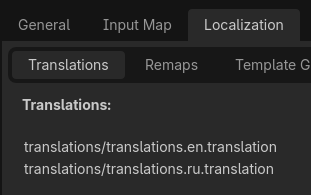 General Input Map Localization
Translations Remaps Template G
Translations:
translations/translations.en.translation
translations/translations.ru.translation